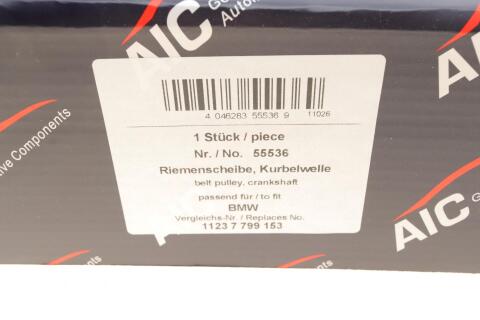 AIC
4 046283 55536 9 11026
1 Stück / piece
Nr. / No. 55536
Riemenscheibe, Kurbelwelle
belt pulley, crankshaft
passend für / to fit
BMW
Vergleichs-Nr. / Replaces No.
1123 7 799 153
Components
AIC
AIC